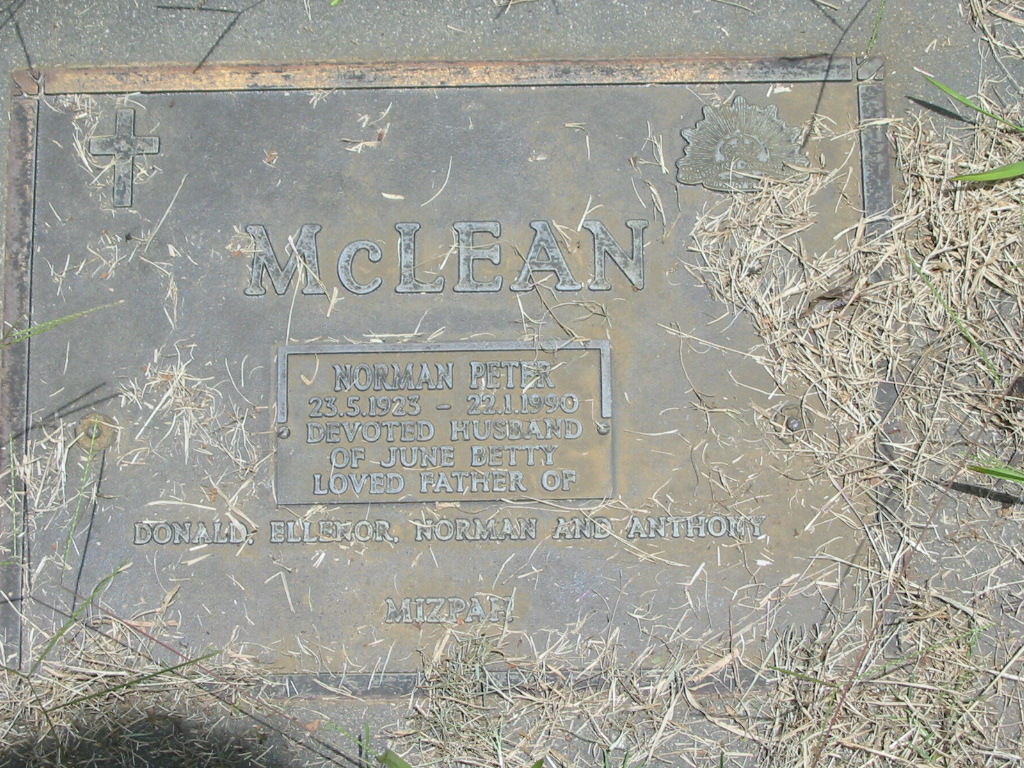 McLEAN
NORMAN PETER
23.5.1923 - 22.1.1990
DEVOTED HUSBAND
OF JUNE BETTY
LOVED FATHER OF
DONALD, ELLENOR, NORMAN AND ANTHONY
MIZPAH